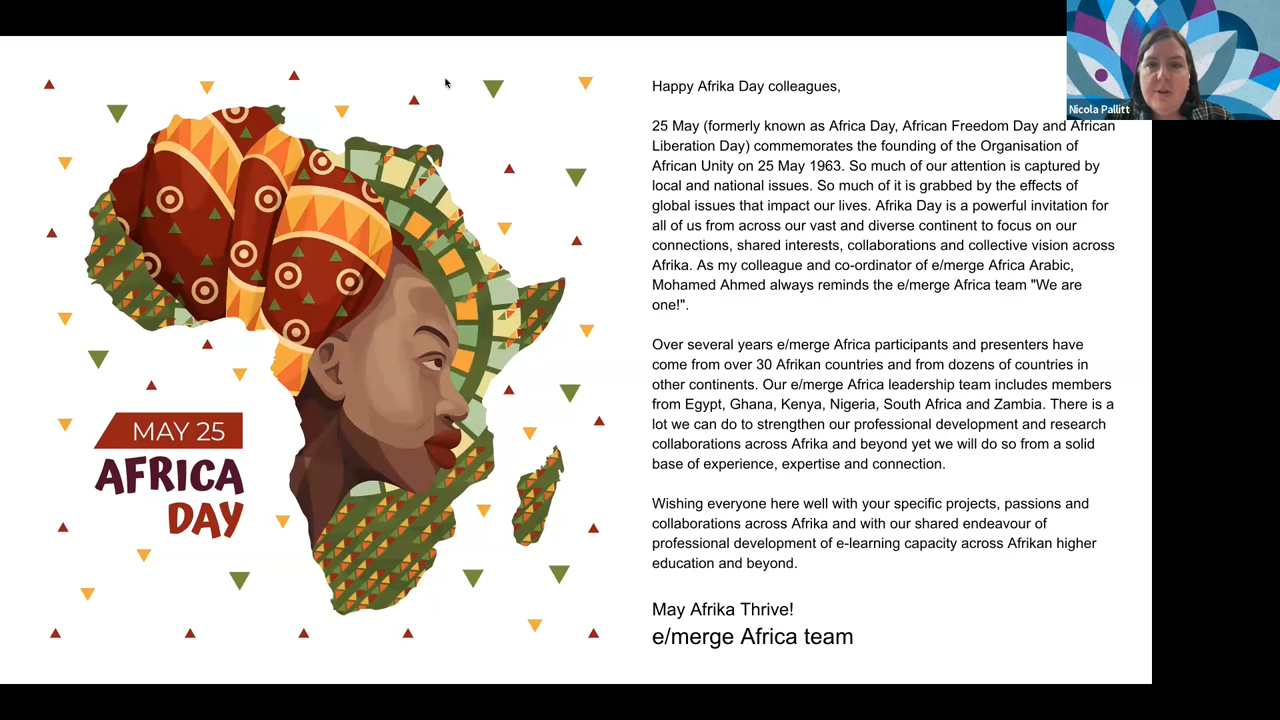 Nicola Pallitt
Happy Afrika Day colleagues,
25 May (formerly known as Africa Day, African Freedom Day and African
Liberation Day) commemorates the founding of the Organisation of
African Unity on 25 May 1963. So much of our attention is captured by
local and national issues. So much of it is grabbed by the effects of
global issues that impact our lives. Afrika Day is a powerful invitation for
all of us from across our vast and diverse continent to focus on our
connections, shared interests, collaborations and collective vision across
Afrika. As my colleague and co-ordinator of e/merge Africa Arabic,
Mohamed Ahmed always reminds the e/merge Africa team "We are
one!".
Over several years e/merge Africa participants and presenters have
come from over 30 Afrikan countries and from dozens of countries in
other continents. Our e/merge Africa leadership team includes members
from Egypt, Ghana, Kenya, Nigeria, South Africa and Zambia. There is a
lot we can do to strengthen our professional development and research
collaborations across Afrika and beyond yet we will do so from a solid
base of experience, expertise and connection.
Wishing everyone here well with your specific projects, passions and
collaborations across Afrika and with our shared endeavour of
professional development of e-learning capacity across Afrikan higher
education and beyond.
May Afrika Thrive!
e/merge Africa team
MAY 25
AFRICA
DAY